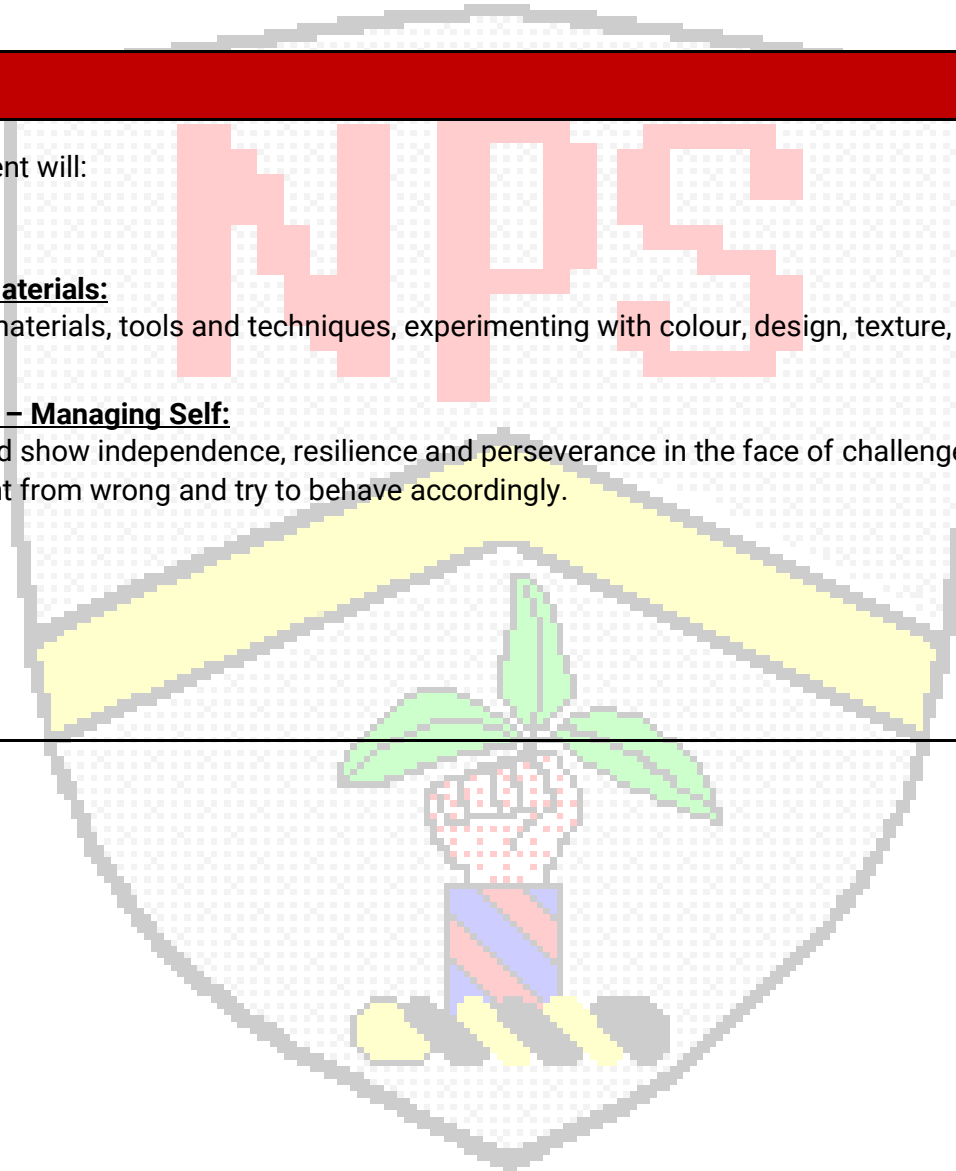 NPS
ent will:
aterials:
materials, tools and techniques, experimenting with colour, design, texture,
– Managing Self:
d show independence, resilience and perseverance in the face of challenge
t from wrong and try to behave accordingly.